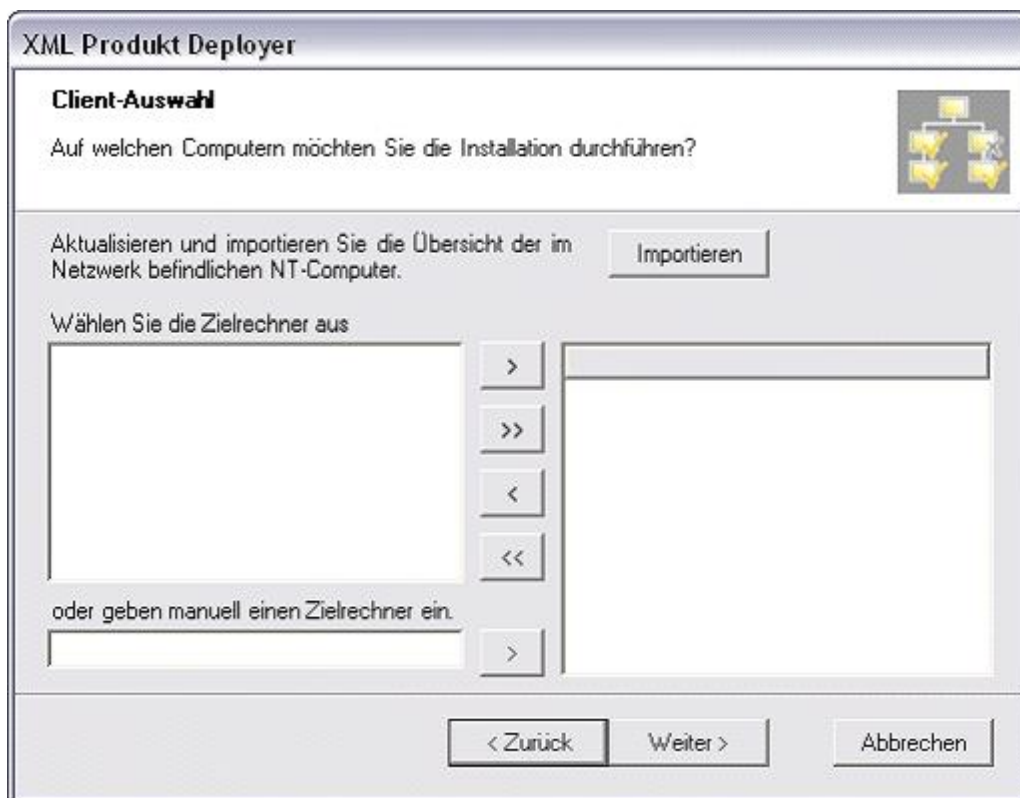 XML Produkt Deployer
Client-Auswahl
Auf welchen Computern möchten Sie die Installation durchführen?
Aktualisieren und importieren Sie die Übersicht der im
Netzwerk befindlichen NT-Computer.
Importieren
Wählen Sie die Zielrechner aus
>
>>
<
<<
oder geben manuell einen Zielrechner ein.
>
< Zurück
Weiter >
Abbrechen